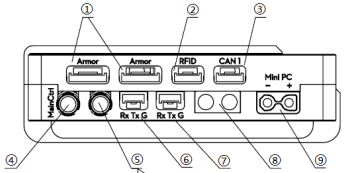 ① ② ③
Armor Armor RFID CAN 1
Mini PC
− +
MainCtrl
Rx Tx G Rx Tx G
④ ⑤ ⑥ ⑦ ⑧ ⑨